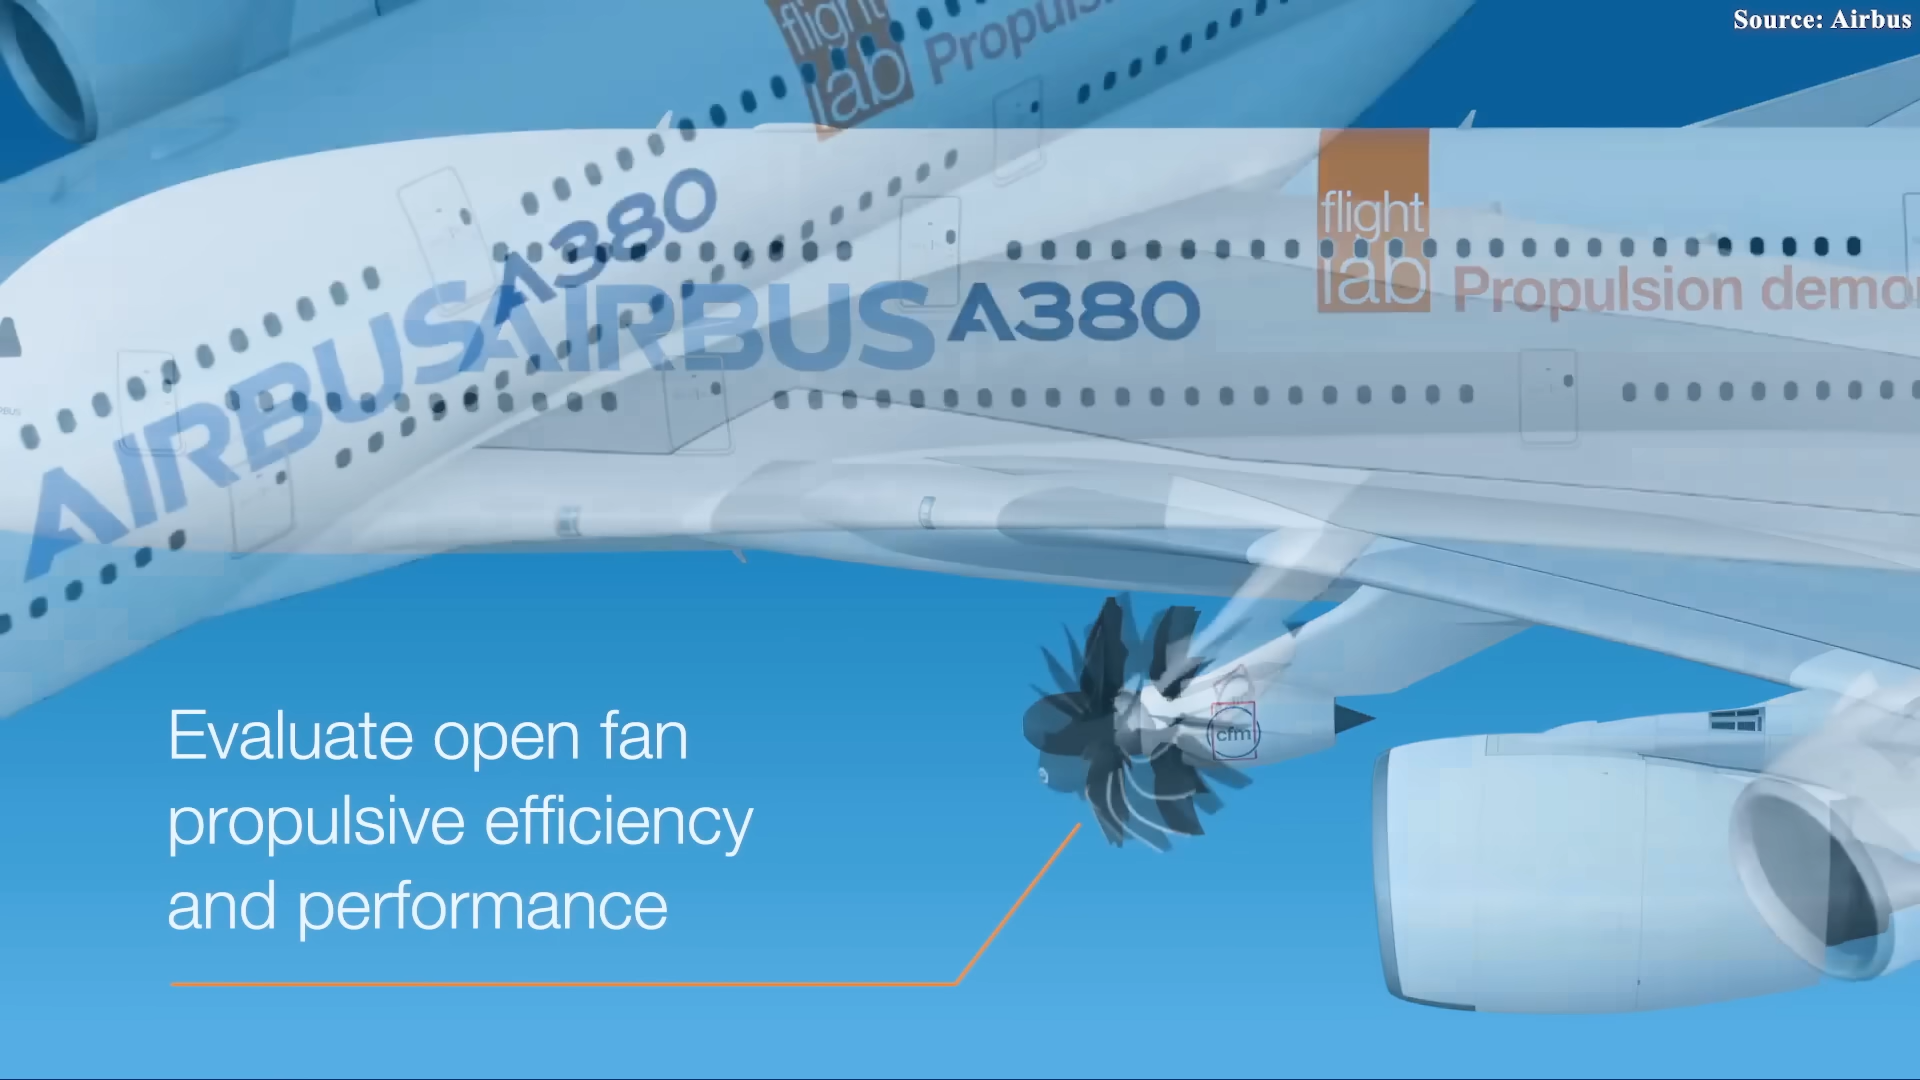 Source: Airbus
flight
lab
Propuls
A380
AIRBUS
flight
lab
AIRBUS A380
Propulsion demo
cfm
Evaluate open fan
propulsive efficiency
and performance